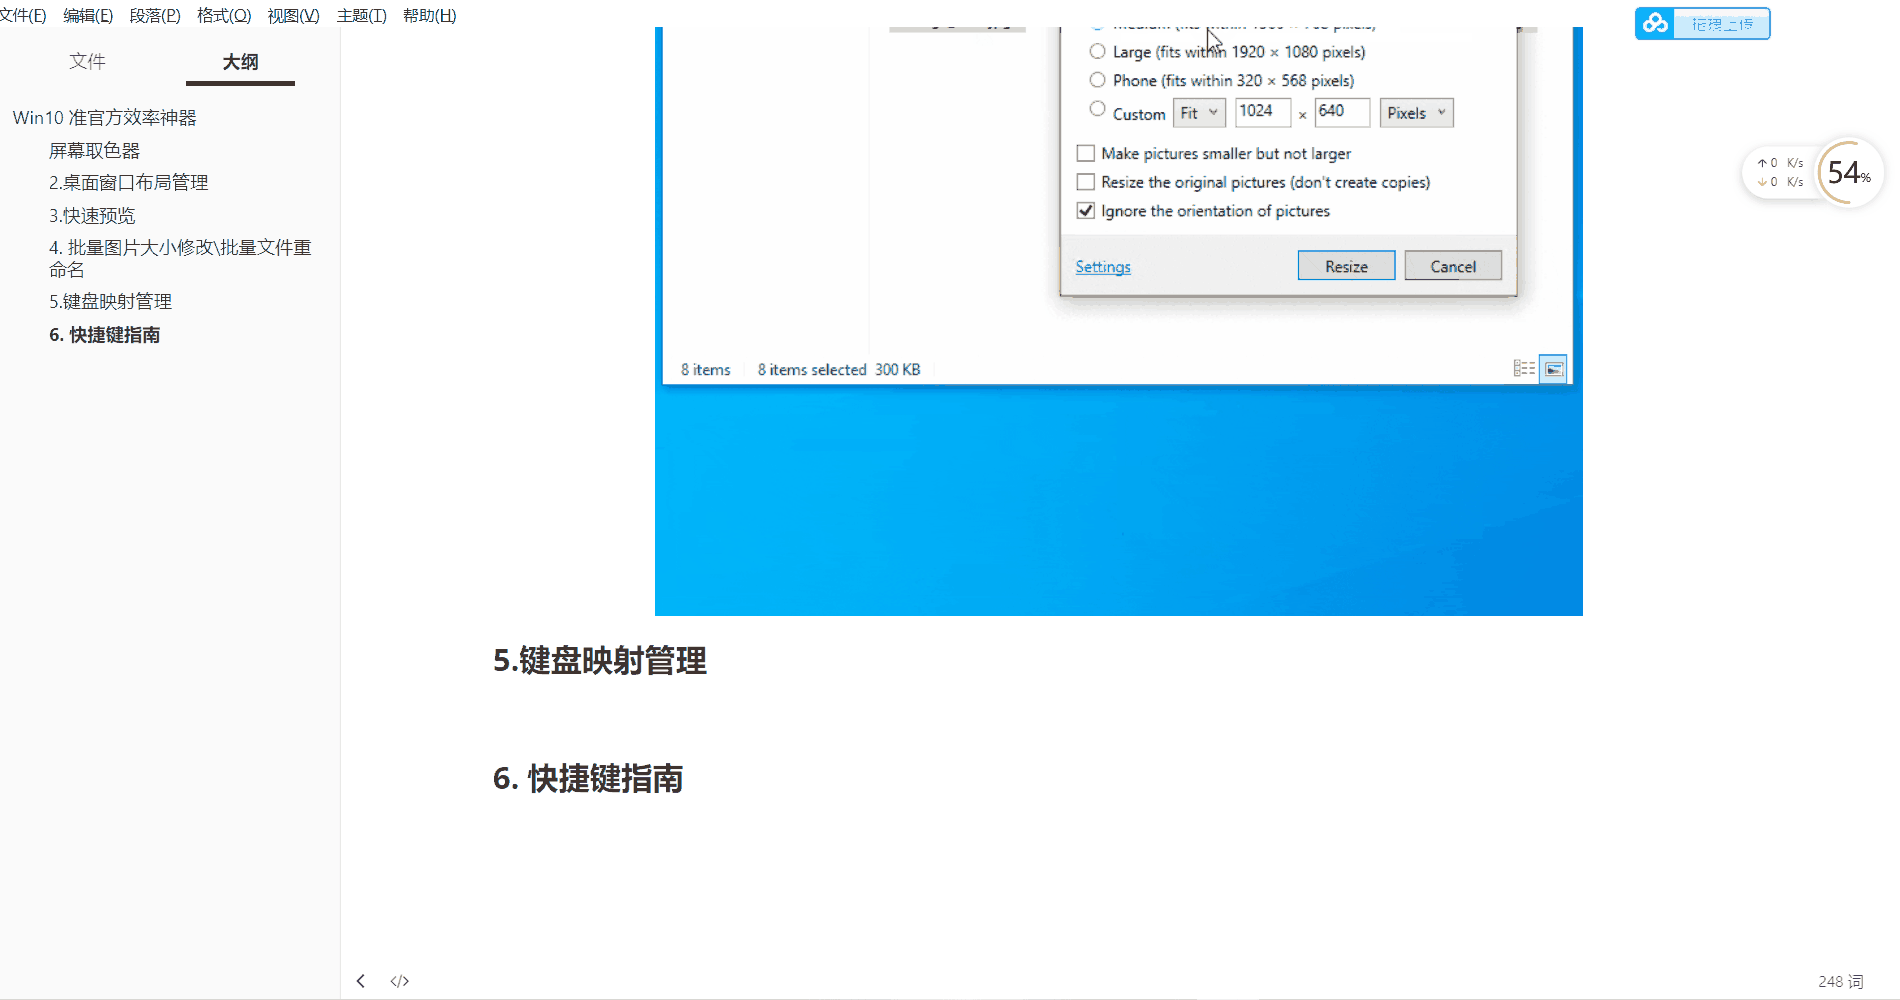 文件(E) 编辑(E) 段落(P) 格式(O) 视图(V) 主题(T) 帮助(H)
拖拽上传
文件 大纲
Win10 准官方效率神器
屏幕取色器
2.桌面窗口布局管理
3.快速预览
4. 批量图片大小修改\批量文件重
命名
5.键盘映射管理
6. 快捷键指南
Large (fits within 1920 × 1080 pixels)
Phone (fits within 320 × 568 pixels)
Custom Fit 1024 × 640 Pixels
Make pictures smaller but not larger
Resize the original pictures (don't create copies)
Ignore the orientation of pictures
Settings Resize Cancel
8 items 8 items selected 300 KB
↑ 0 K/s
↓ 0 K/s
54%
5.键盘映射管理
6. 快捷键指南
</> 248 词